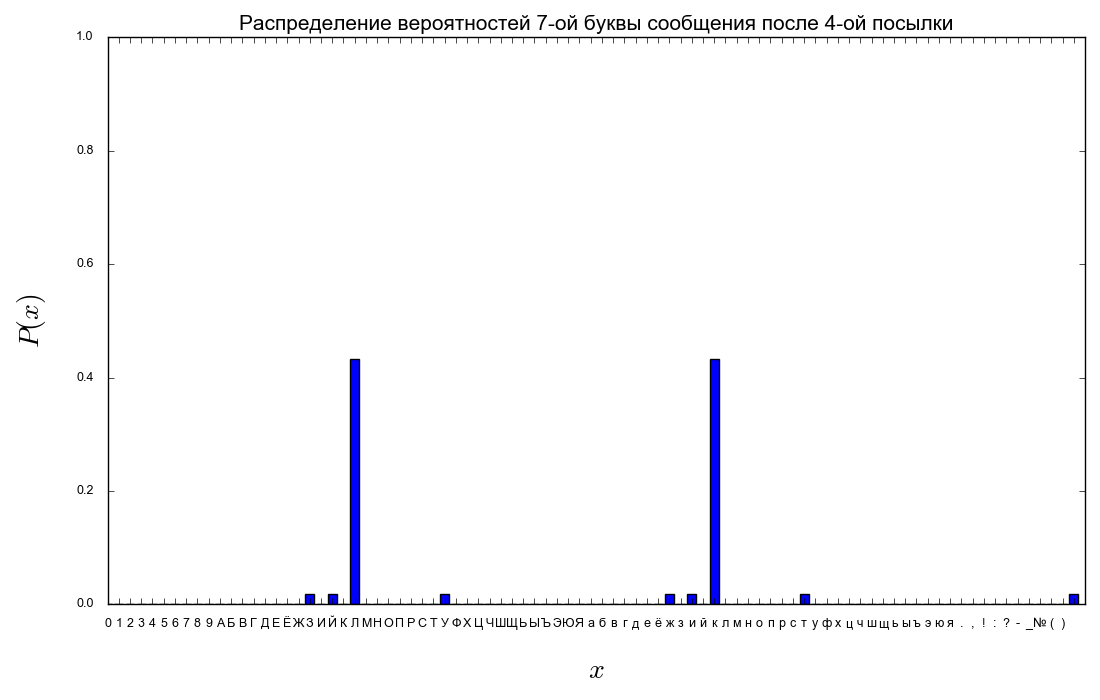 Распределение вероятностей 7-ой буквы сообщения после 4-ой посылки
1.0
0.8
0.6
0.4
0.2
0.0
P(x)
0 1 2 3 4 5 6 7 8 9 А Б В Г Д Е Ё Ж З И Й К Л М Н О П Р С Т У Ф Х Ц Ч Ш Щ Ь Ы Ъ Э Ю Я а б в г д е ё ж з и й к л м н о п р с т у ф х ц ч ш щ ь ы ъ э ю я . , ! : ? - _ № ( )
x